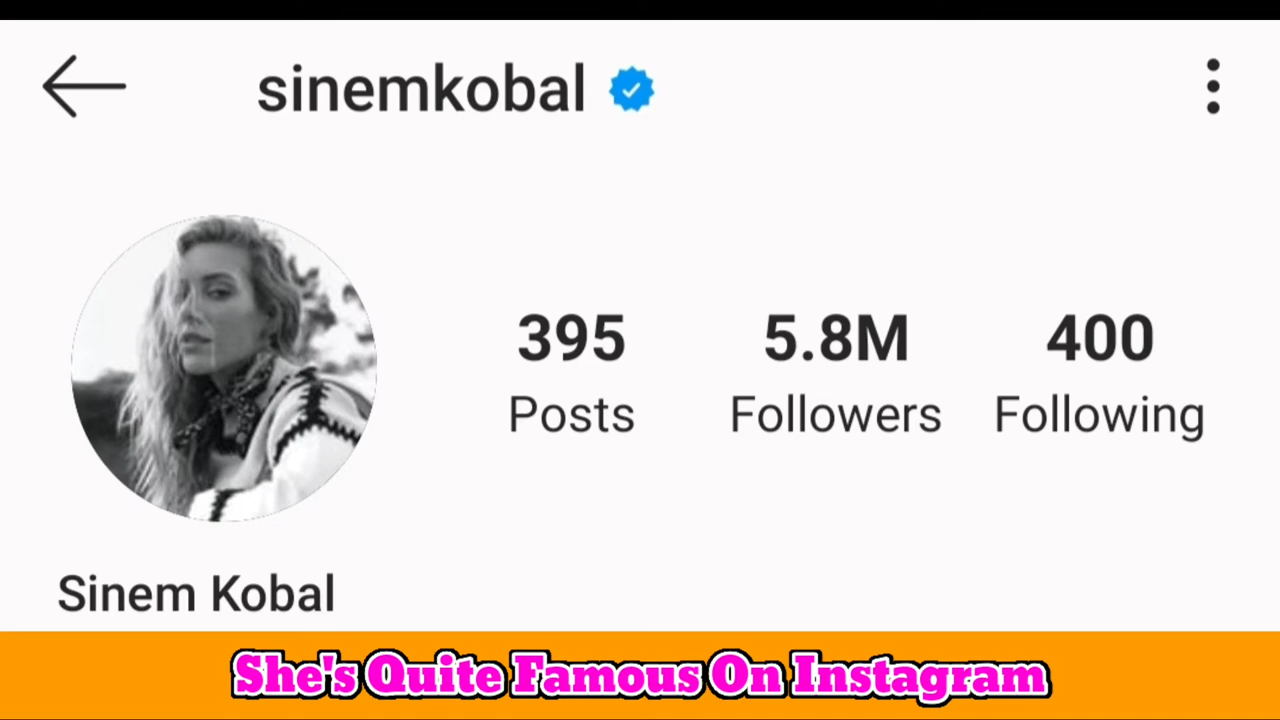 sinemkobal
395 5.8M 400
Posts Followers Following
Sinem Kobal
She's Quite Famous On Instagram